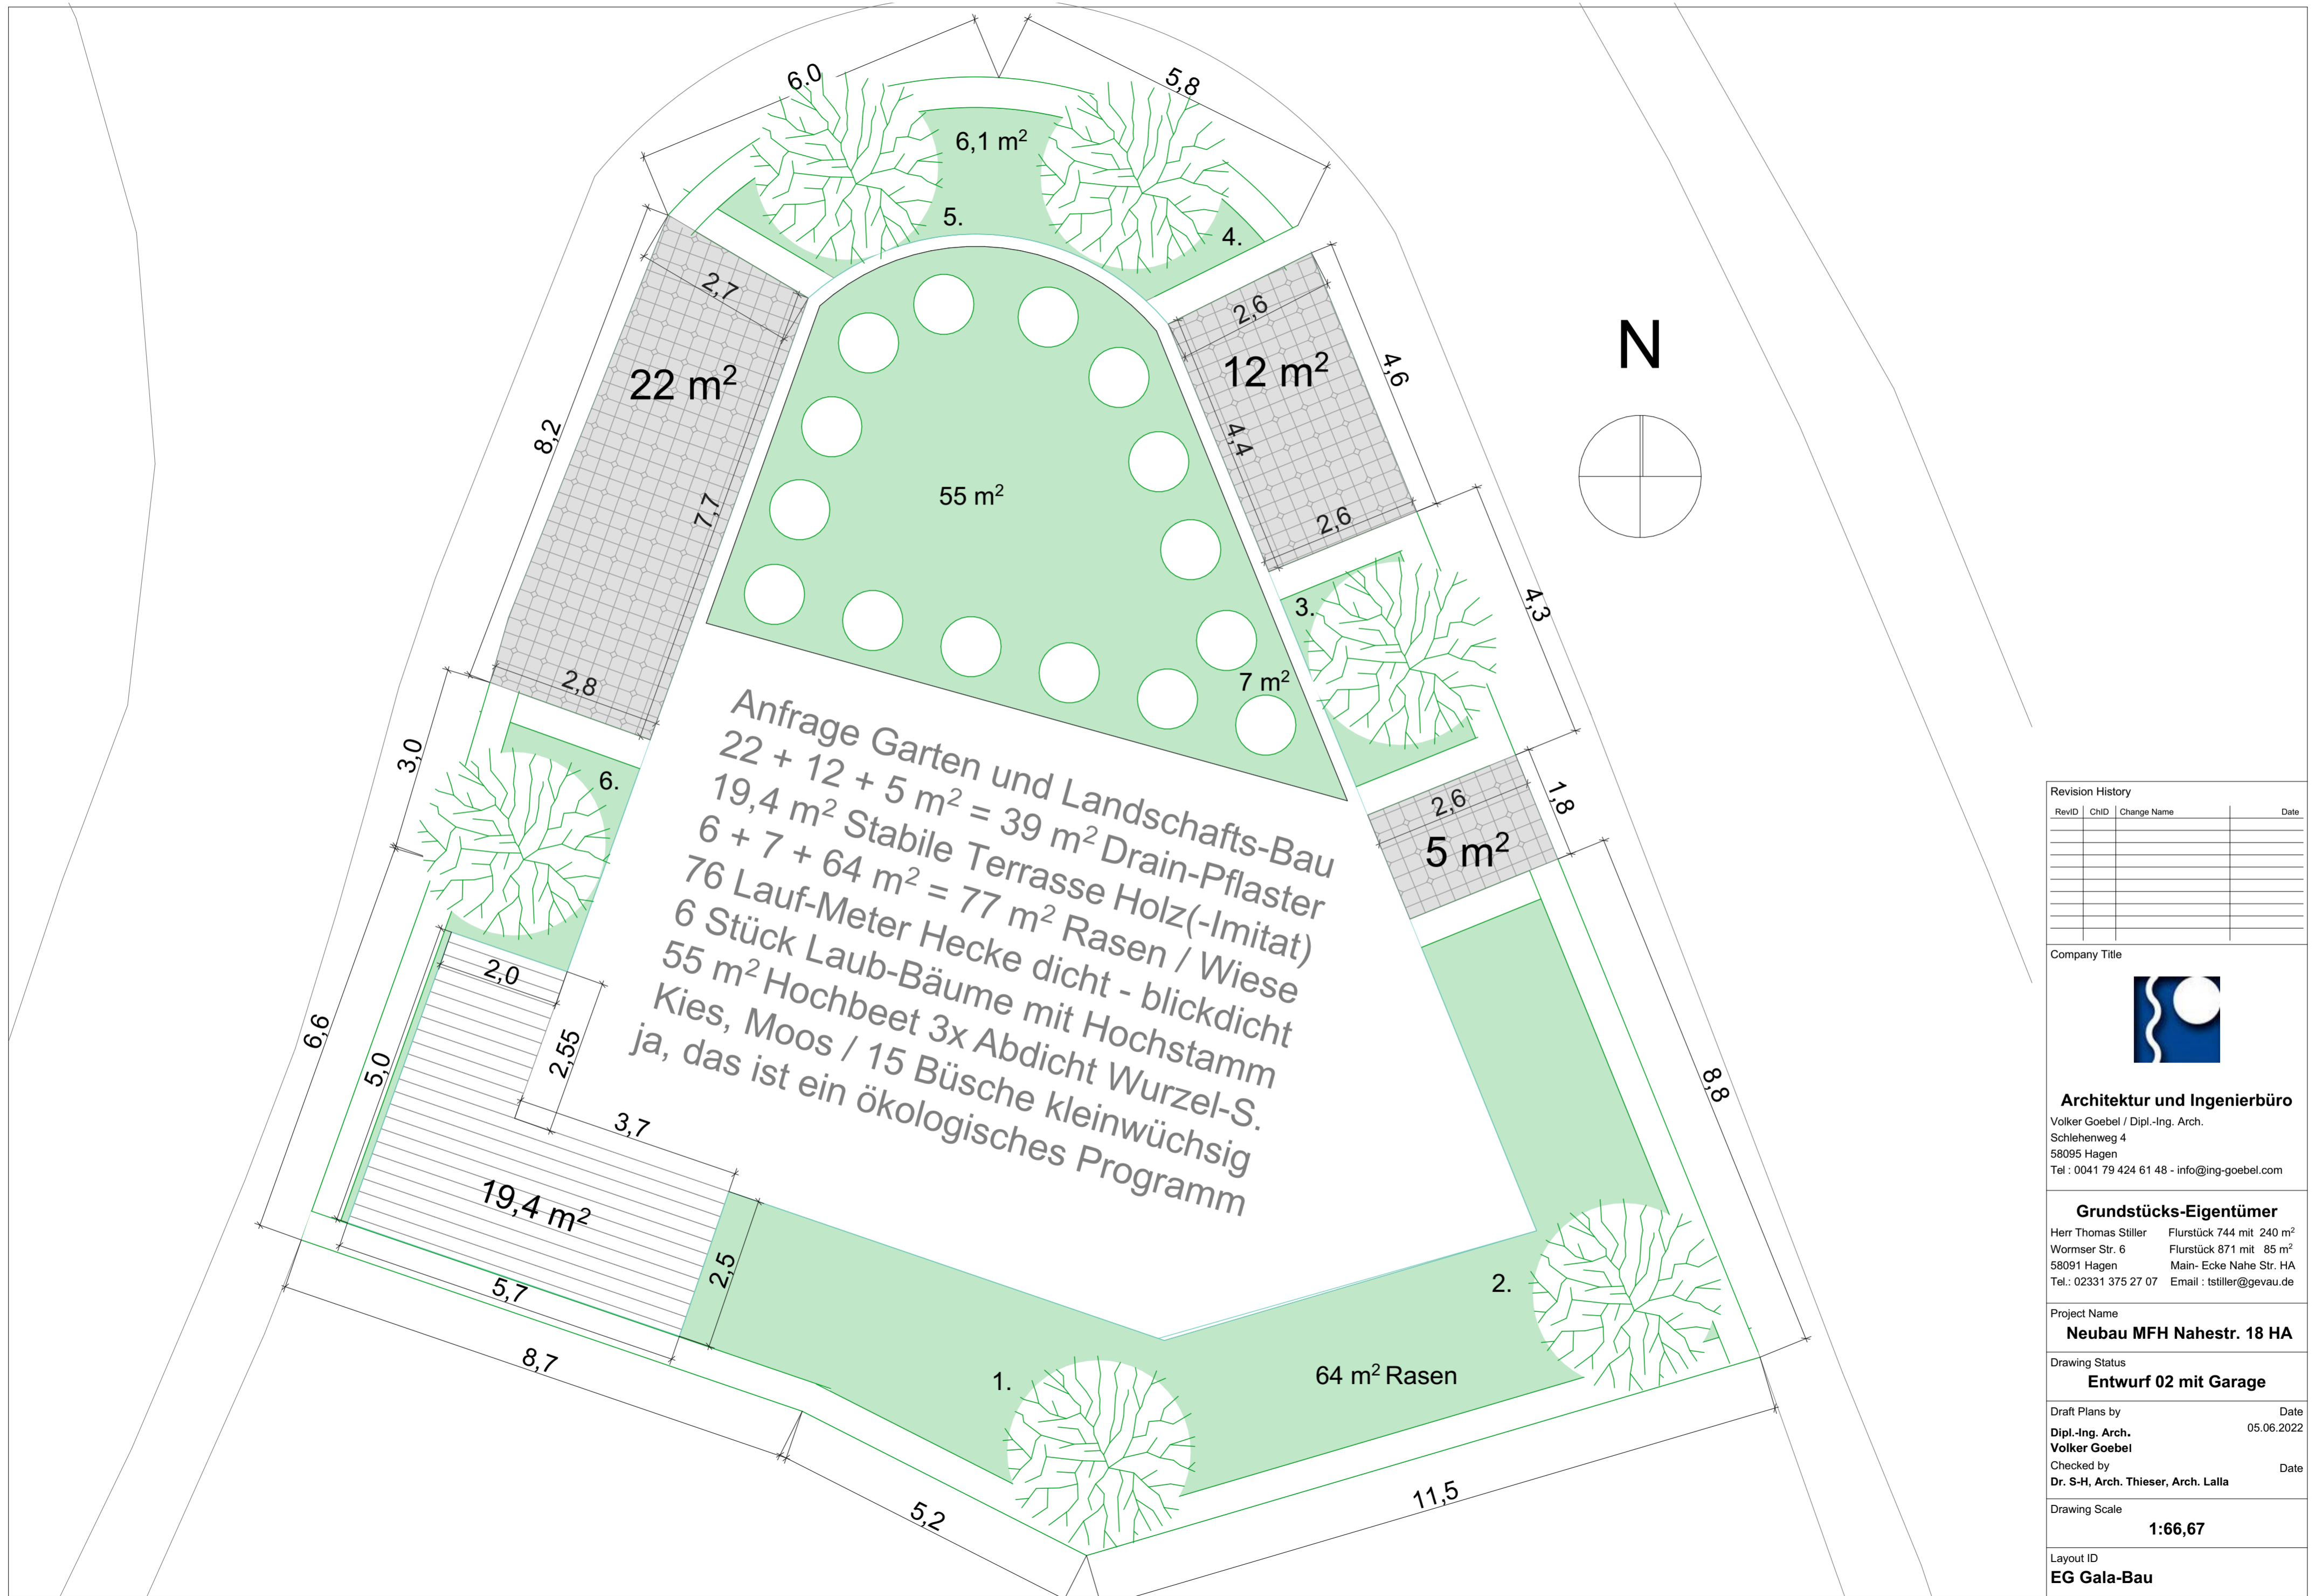 6.0
5,8
6,1 m²
5.
4.
2,7
2,6
22 m²
12 m²
4,6
8,2
4,4
7,7
55 m²
2,6
N
3.
4,3
7 m²
2,8
3,0
6.
2,6
1,8
5 m²
Anfrage Garten und Landschafts-Bau
22 + 12 + 5 m² = 39 m² Drain-Pflaster
19,4 m² Stabile Terrasse Holz(-Imitat)
6 + 7 + 64 m² = 77 m² Rasen / Wiese
76 Lauf-Meter Hecke dicht - blickdicht
6 Stück Laub-Bäume mit Hochstamm
55 m² Hochbeet 3x Abdicht Wurzel-S.
Kies, Moos / 15 Büsche kleinwüchsig
ja, das ist ein ökologisches Programm
2,0
6,6
5,0
2,55
3,7
8,8
19,4 m²
2,5
5,7
8,7
1.
2.
64 m² Rasen
5,2
11,5
Revision History
RevID ChID Change Name Date
Company Title
Architektur und Ingenierbüro
Volker Goebel / Dipl.-Ing. Arch.
Schlehenweg 4
58095 Hagen
Tel : 0041 79 424 61 48 - info@ing-goebel.com
Grundstücks-Eigentümer
Herr Thomas Stiller Flurstück 744 mit 240 m²
Wormser Str. 6 Flurstück 871 mit 85 m²
58091 Hagen Main- Ecke Nahe Str. HA
Tel.: 02331 375 27 07 Email : tstiller@gevau.de
Project Name
Neubau MFH Nahestr. 18 HA
Drawing Status
Entwurf 02 mit Garage
Draft Plans by Date
Dipl.-Ing. Arch. 05.06.2022
Volker Goebel
Checked by Date
Dr. S-H, Arch. Thieser, Arch. Lalla
Drawing Scale
1:66,67
Layout ID
EG Gala-Bau